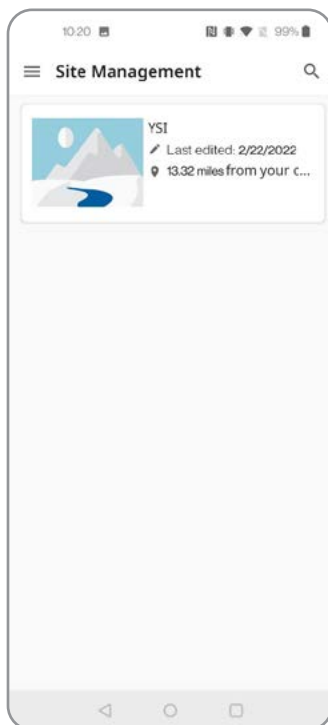 10:20 99%
Site Management
YSI
Last edited: 2/22/2022
13.32 miles from your c...